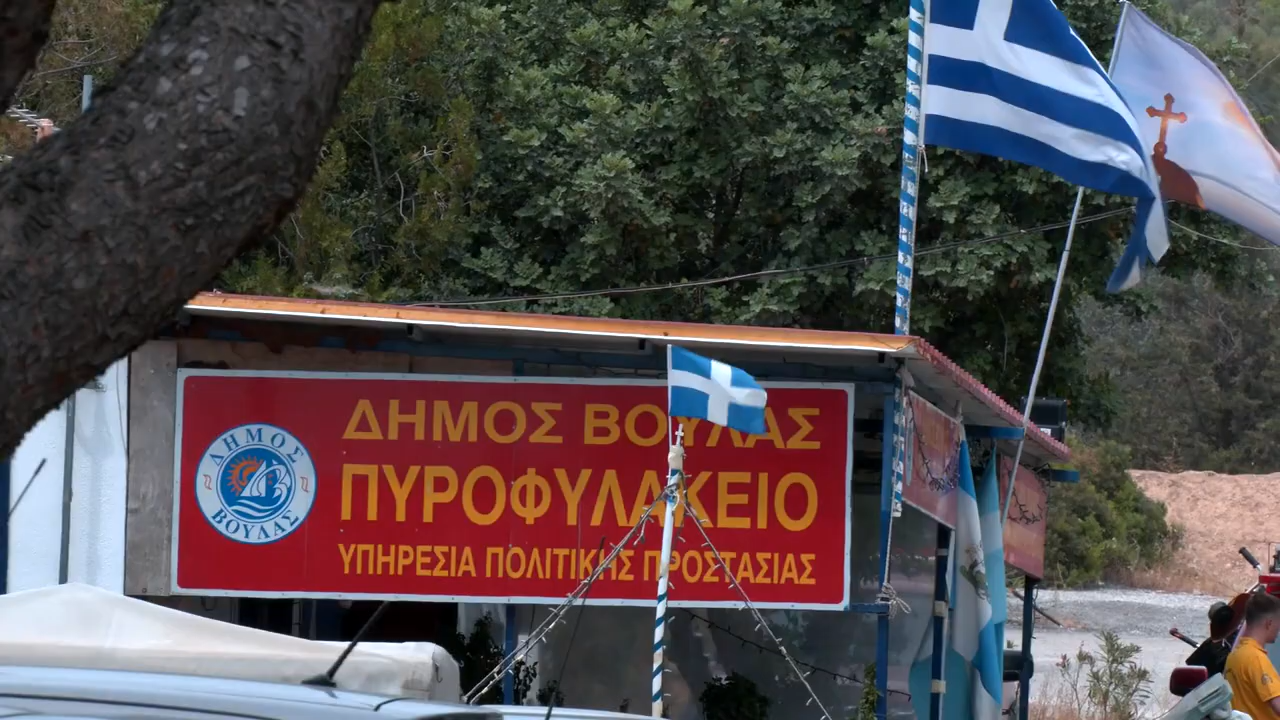 ΔΗΜΟΣ ΒΟΥΛΑΣ
ΠΥΡΟΦΥΛΑΚΕΙΟ
ΥΠΗΡΕΣΙΑ ΠΟΛΙΤΙΚΗΣ ΠΡΟΣΤΑΣΙΑΣ
ΔΗΜΟΣ
ΒΟΥΛΑΣ